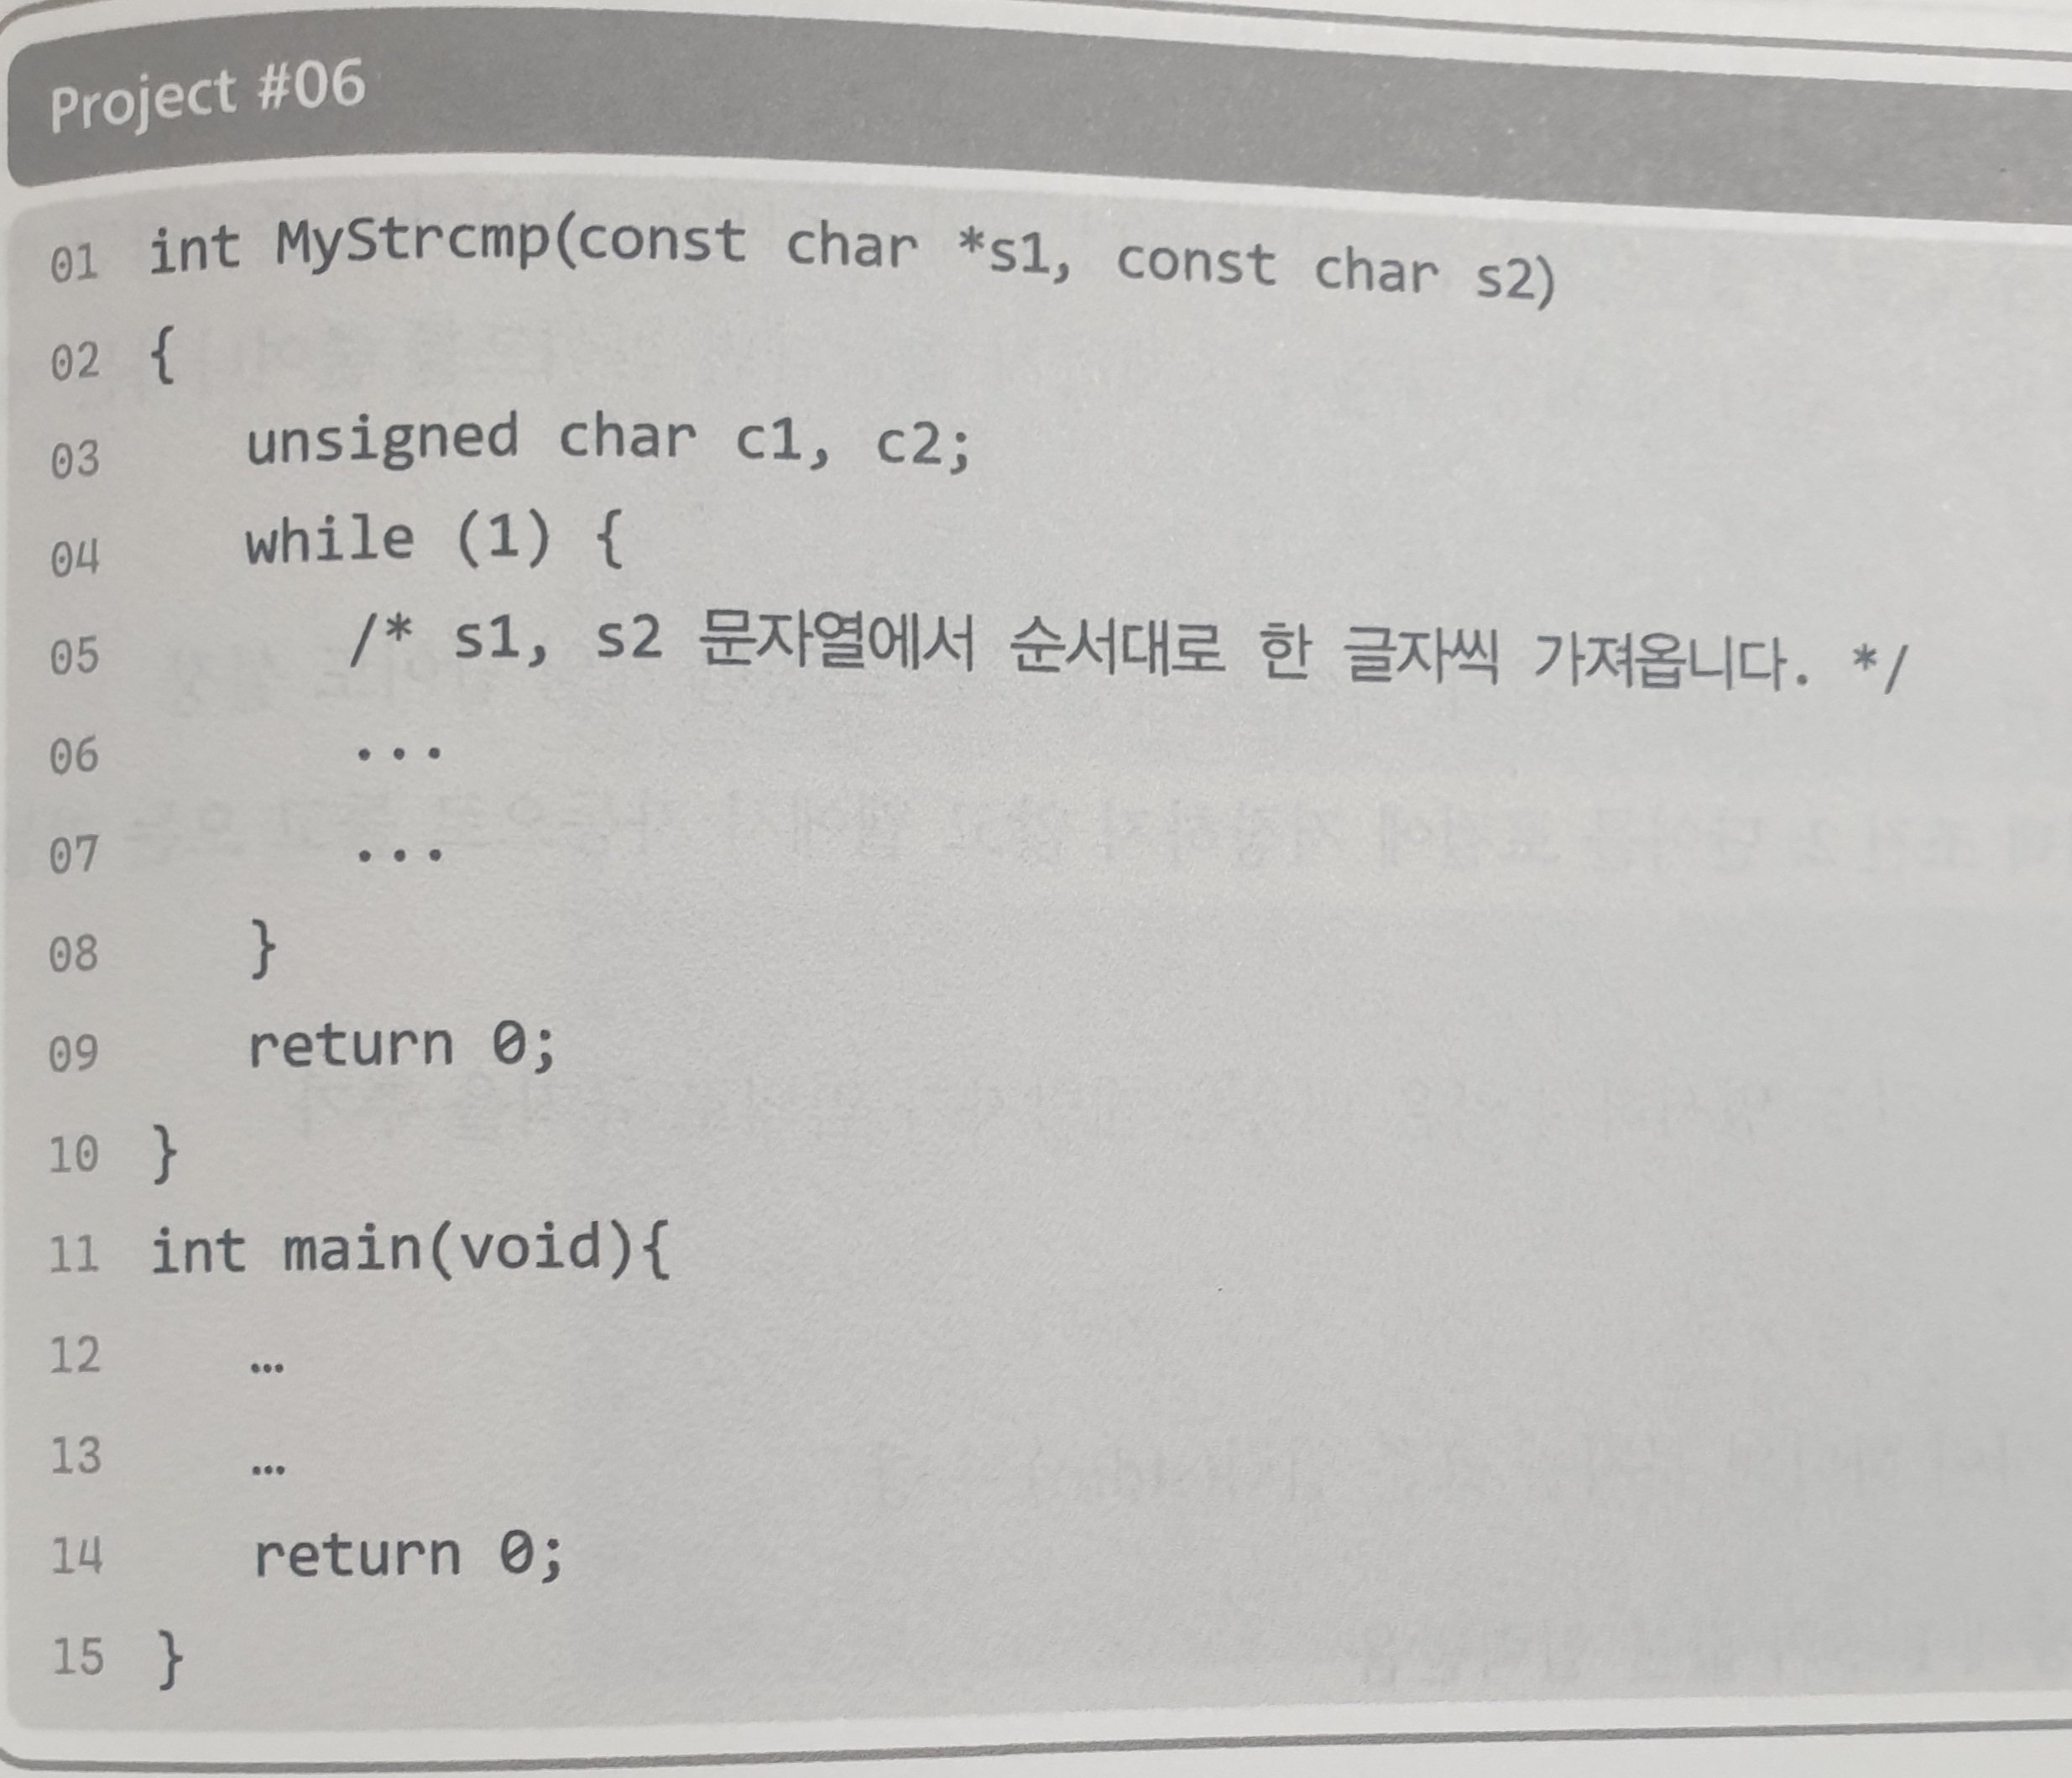 Project #06
01 int MyStrcmp(const char *s1, const char s2)
02 {
03 unsigned char c1, c2;
04 while (1) {
05 /* s1, s2 문자열에서 순서대로 한 글자씩 가져옵니다. */
06 ...
07 ...
08 }
09 return 0;
10 }
11 int main(void){
12 …
13 …
14 return 0;
15 }